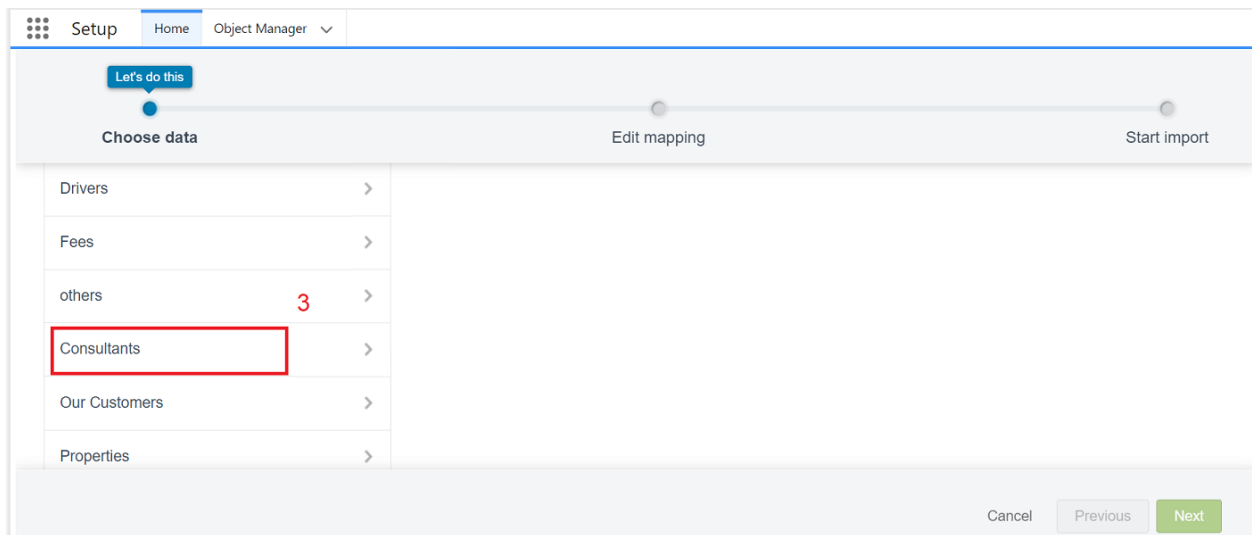 Setup Home Object Manager
Let's do this
Choose data Edit mapping Start import
Drivers
Fees
others
3
Consultants
Our Customers
Properties
Cancel Previous Next